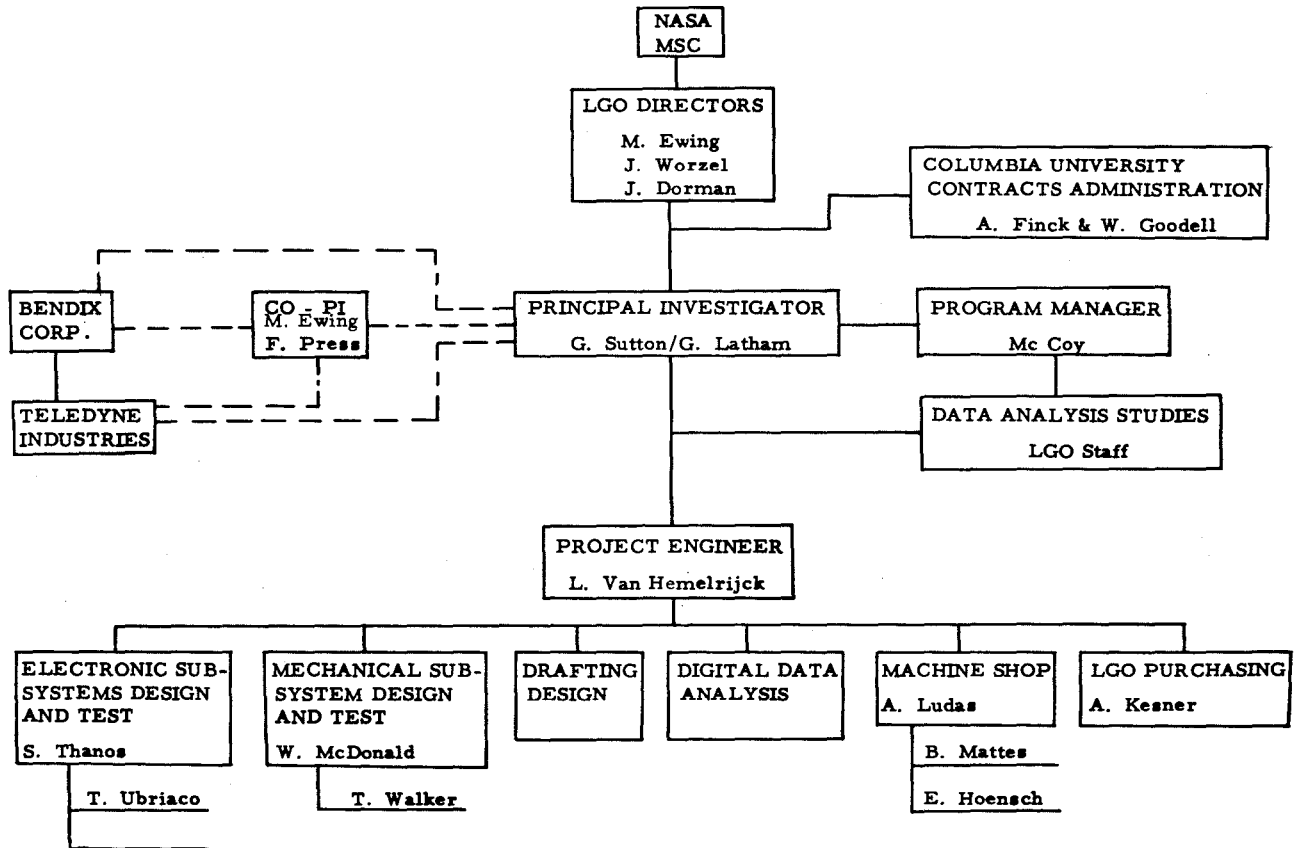 NASA
MSC
LGO DIRECTORS
M. Ewing
J. Worzel
J. Dorman
COLUMBIA UNIVERSITY
CONTRACTS ADMINISTRATION
A. Finck & W. Goodell
BENDIX
CORP.
CO - PI
M. Ewing
F. Press
PRINCIPAL INVESTIGATOR
G. Sutton/G. Latham
PROGRAM MANAGER
Mc Coy
TELEDYNE
INDUSTRIES
DATA ANALYSIS STUDIES
LGO Staff
PROJECT ENGINEER
L. Van Hemelrijck
ELECTRONIC SUB-
SYSTEMS DESIGN
AND TEST
S. Thanos
T. Ubriaco
MECHANICAL SUB-
SYSTEM DESIGN
AND TEST
W. McDonald
T. Walker
DRAFTING
DESIGN
DIGITAL DATA
ANALYSIS
MACHINE SHOP
A. Ludas
B. Mattes
E. Hoensch
LGO PURCHASING
A. Kesner